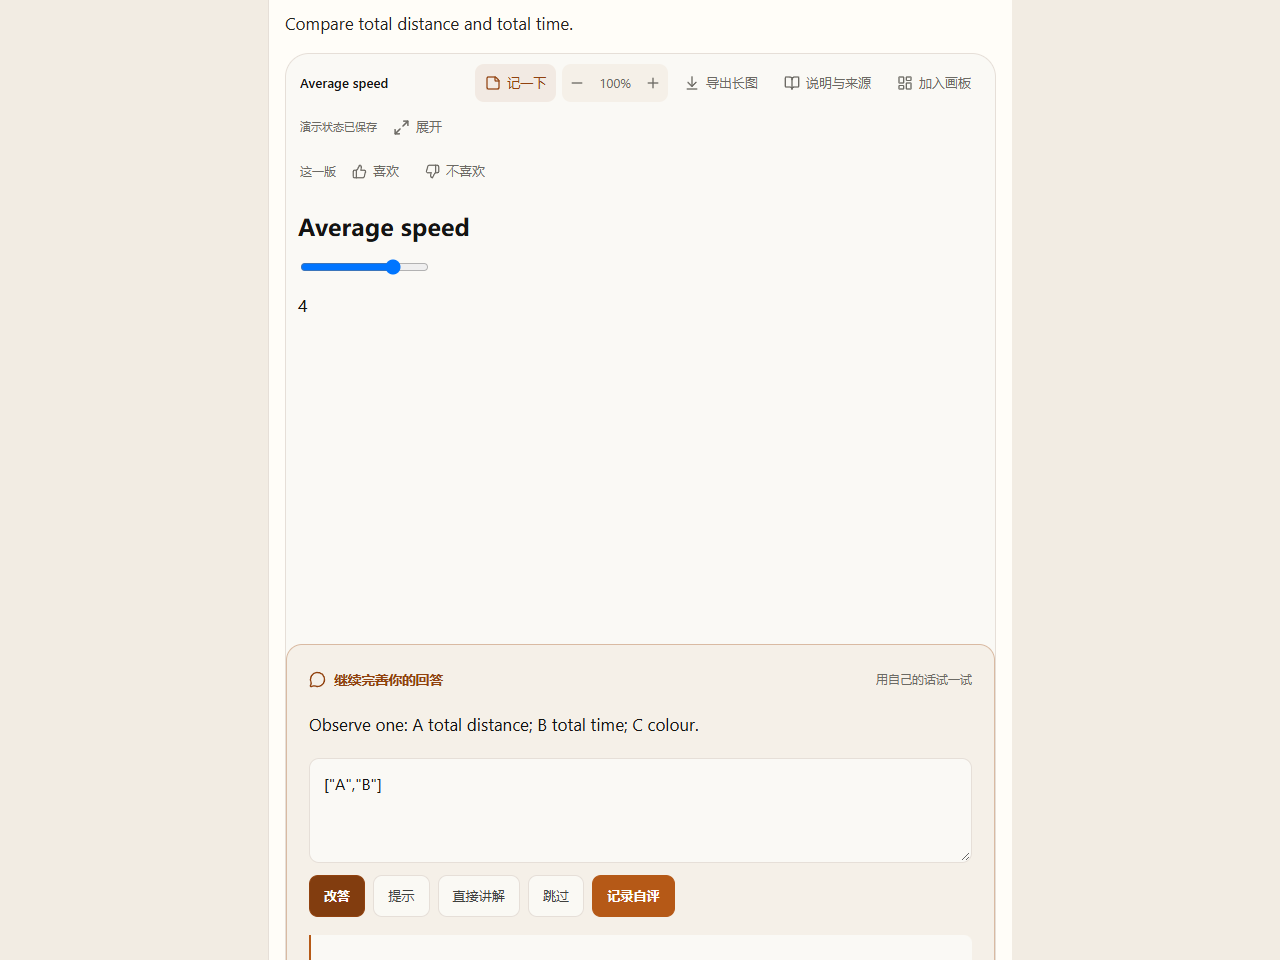 Compare total distance and total time.
Average speed 记一下 100% 导出长图 说明与来源 加入画板
演示状态已保存 展开
这一版 喜欢 不喜欢
Average speed
4
继续完善你的回答 用自己的话试一试
Observe one: A total distance; B total time; C colour.
["A","B"]
改答 提示 直接讲解 跳过 记录自评